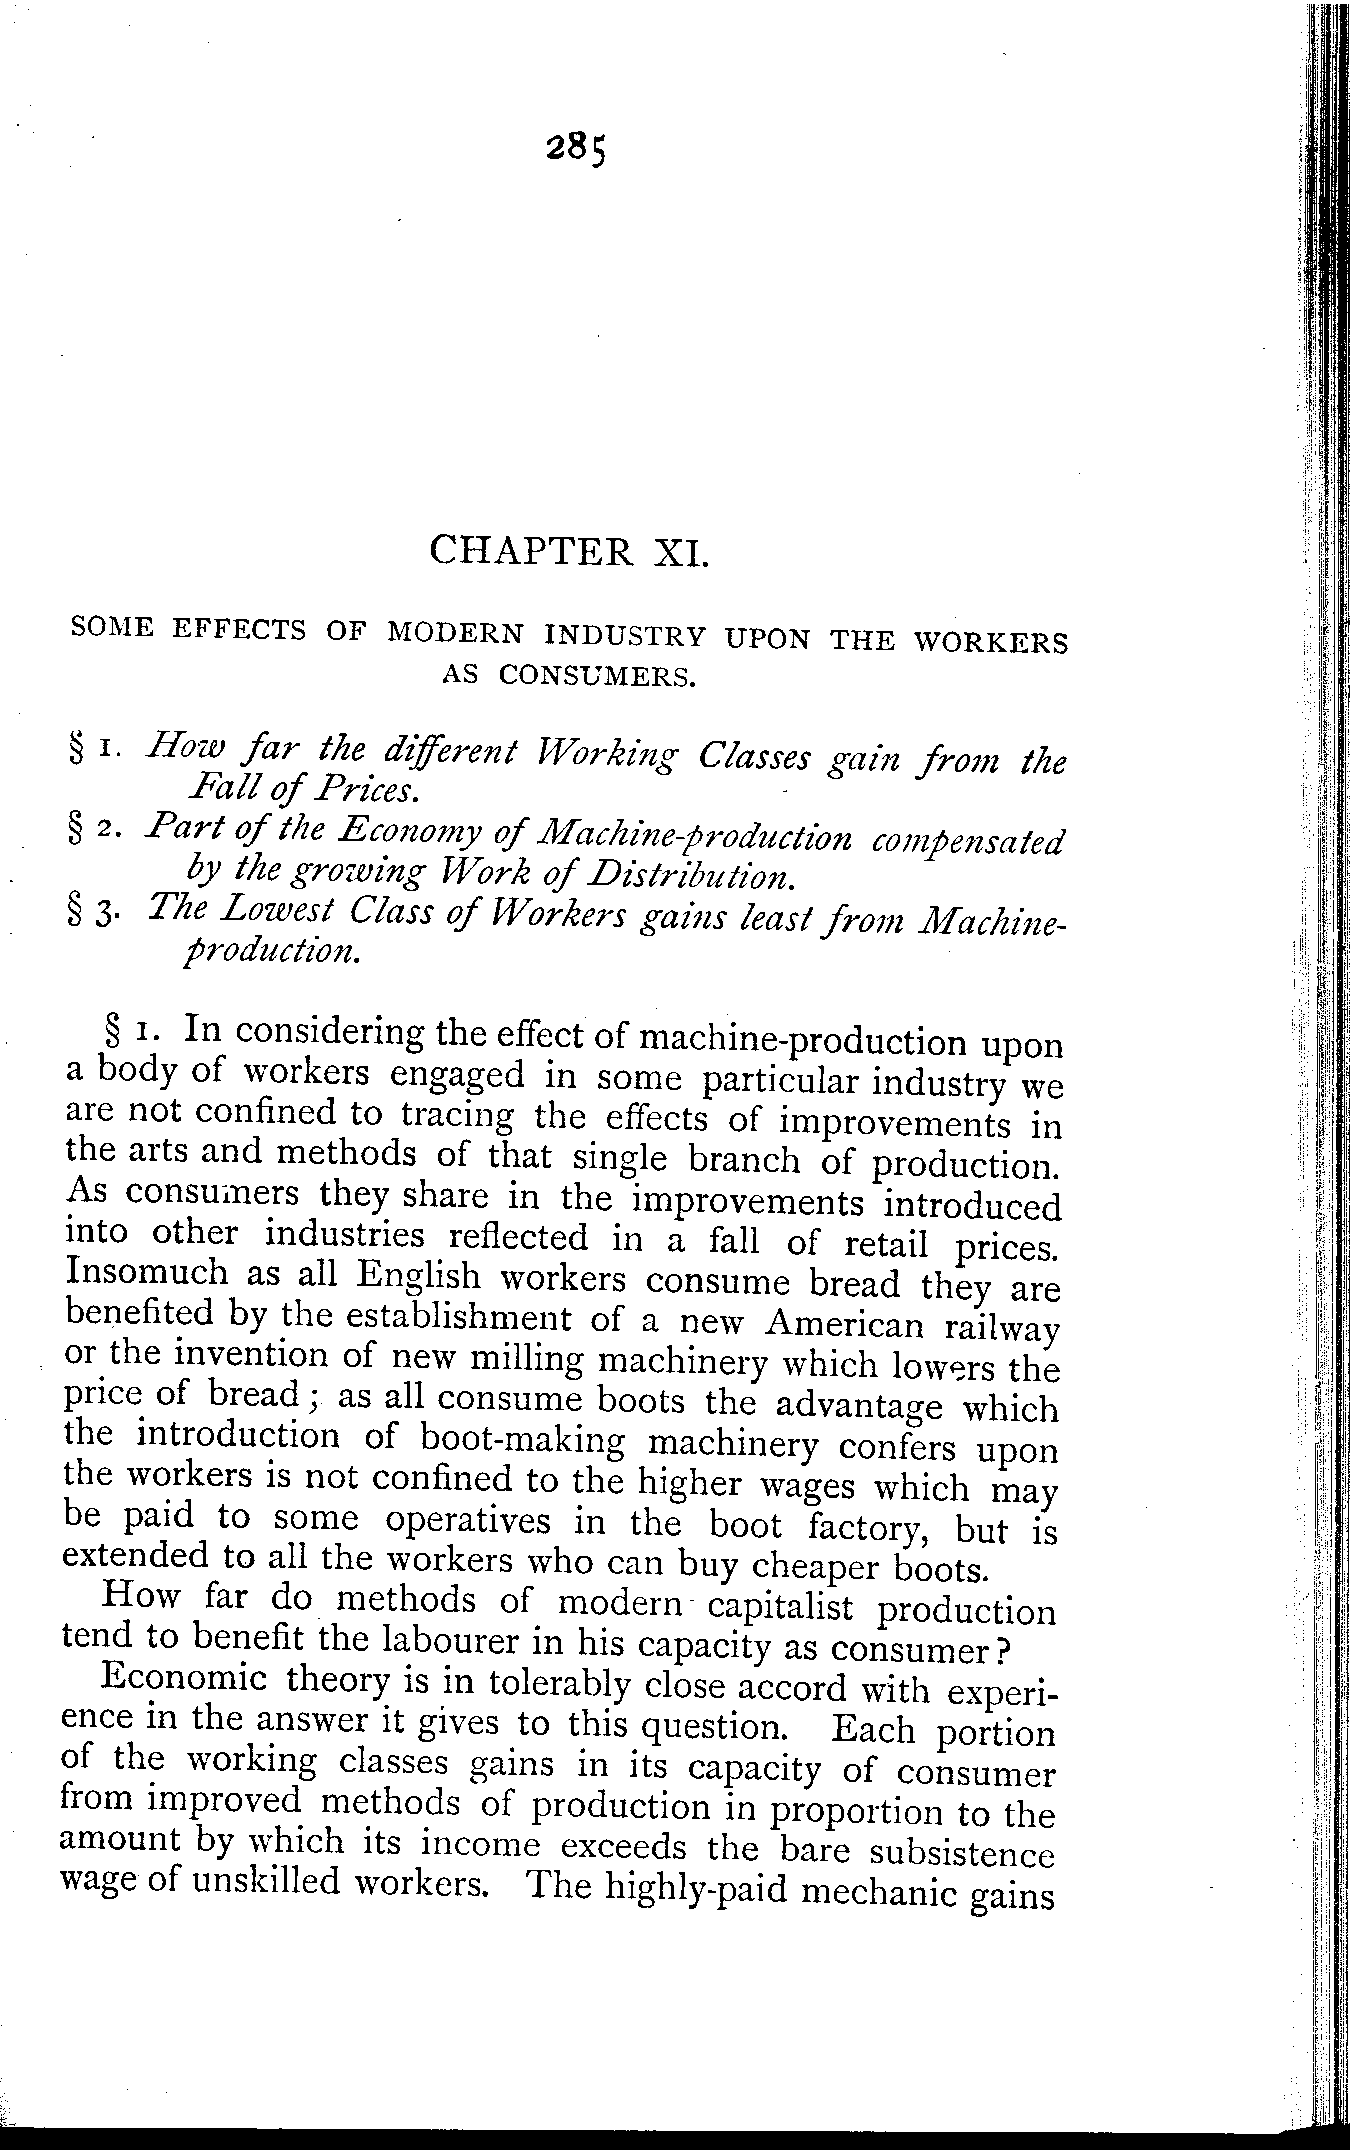 285
CHAPTER XI.
SOME EFFECTS OF MODERN INDUSTRY UPON THE WORKERS
AS CONSUMERS.
§ 1. How far the different Working Classes gain from the
Fall of Prices.
§ 2. Part of the Economy of Machine-production compensated
by the growing Work of Distribution.
§ 3. The Lowest Class of Workers gains least from Machine-
production.
§ 1. In considering the effect of machine-production upon
a body of workers engaged in some particular industry we
are not confined to tracing the effects of improvements in
the arts and methods of that single branch of production.
As consumers they share in the improvements introduced
into other industries reflected in a fall of retail prices.
Insomuch as all English workers consume bread they are
benefited by the establishment of a new American railway
or the invention of new milling machinery which lowers the
price of bread; as all consume boots the advantage which
the introduction of boot-making machinery confers upon
the workers is not confined to the higher wages which may
be paid to some operatives in the boot factory, but is
extended to all the workers who can buy cheaper boots.
How far do methods of modern capitalist production
tend to benefit the labourer in his capacity as consumer?
Economic theory is in tolerably close accord with experi-
ence in the answer it gives to this question. Each portion
of the working classes gains in its capacity of consumer
from improved methods of production in proportion to the
amount by which its income exceeds the bare subsistence
wage of unskilled workers. The highly-paid mechanic gains